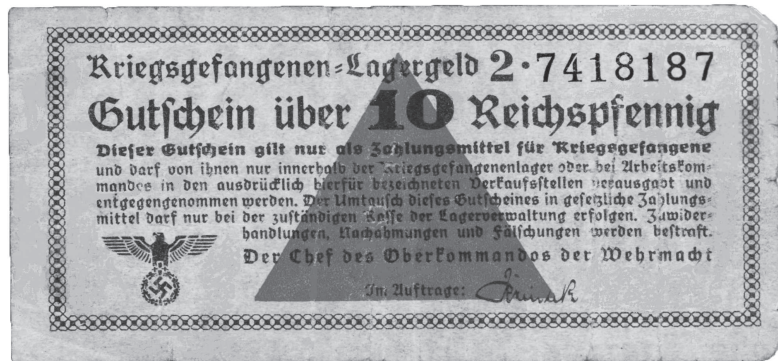 Kriegsgefangenen=Lagergeld 2·7418187
Gutſchein über 10 Reichspfennig
Dieſer Gutſchein gilt nur als Zahlungsmittel für Kriegsgefangene
und darf von ihnen nur innerhalb der Kriegsgefangenenlager oder bei Arbeitskom-
mandos in den ausdrücklich hierfür bezeichneten Verkaufsſtellen verausgabt und
entgegengenommen werden. Der Umtauſch dieſes Gutſcheines in geſetzliche Zahlungs-
mittel darf nur bei der zuſtändigen Kaſſe der Lagerverwaltung erfolgen. Zuwider-
handlungen, Nachahmungen und Fälſchungen werden beſtraft.
Der Chef des Oberkommandos der Wehrmacht
Im Auftrage: